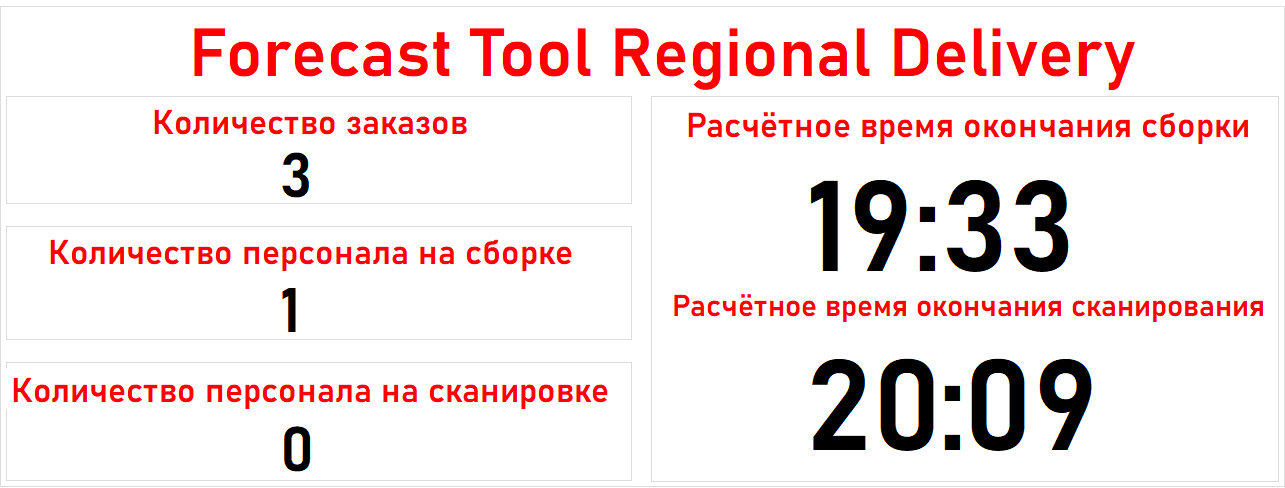 Forecast Tool Regional Delivery
Количество заказов
3
Количество персонала на сборке
1
Количество персонала на сканировке
0
Расчётное время окончания сборки
19:33
Расчётное время окончания сканирования
20:09